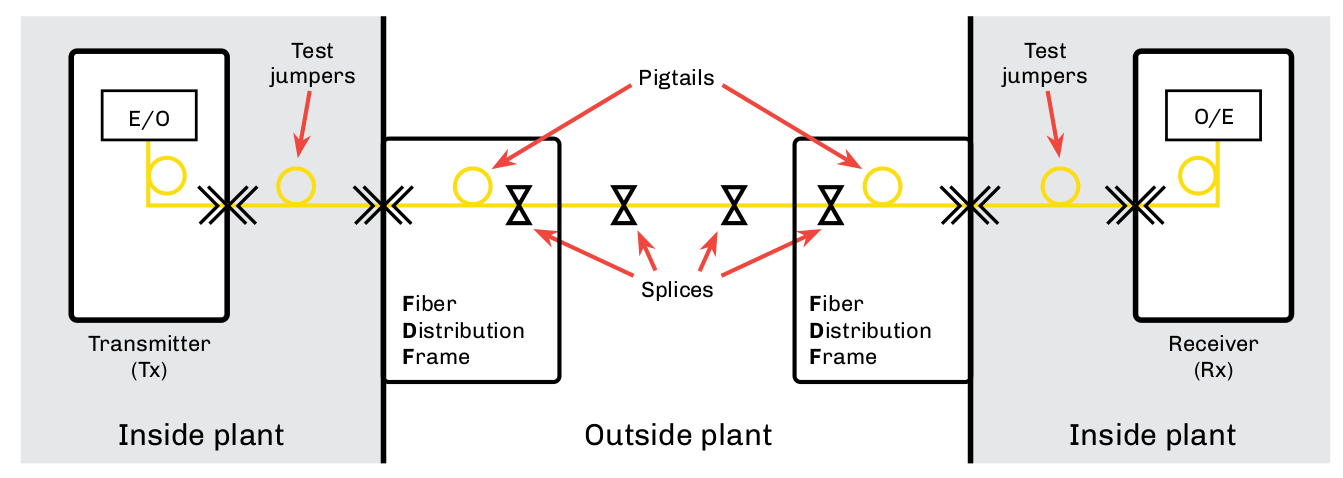 Test
jumpers
Pigtails
Test
jumpers
E/O
O/E
Splices
Fiber
Distribution
Frame
Fiber
Distribution
Frame
Transmitter
(Tx)
Receiver
(Rx)
Inside plant
Outside plant
Inside plant